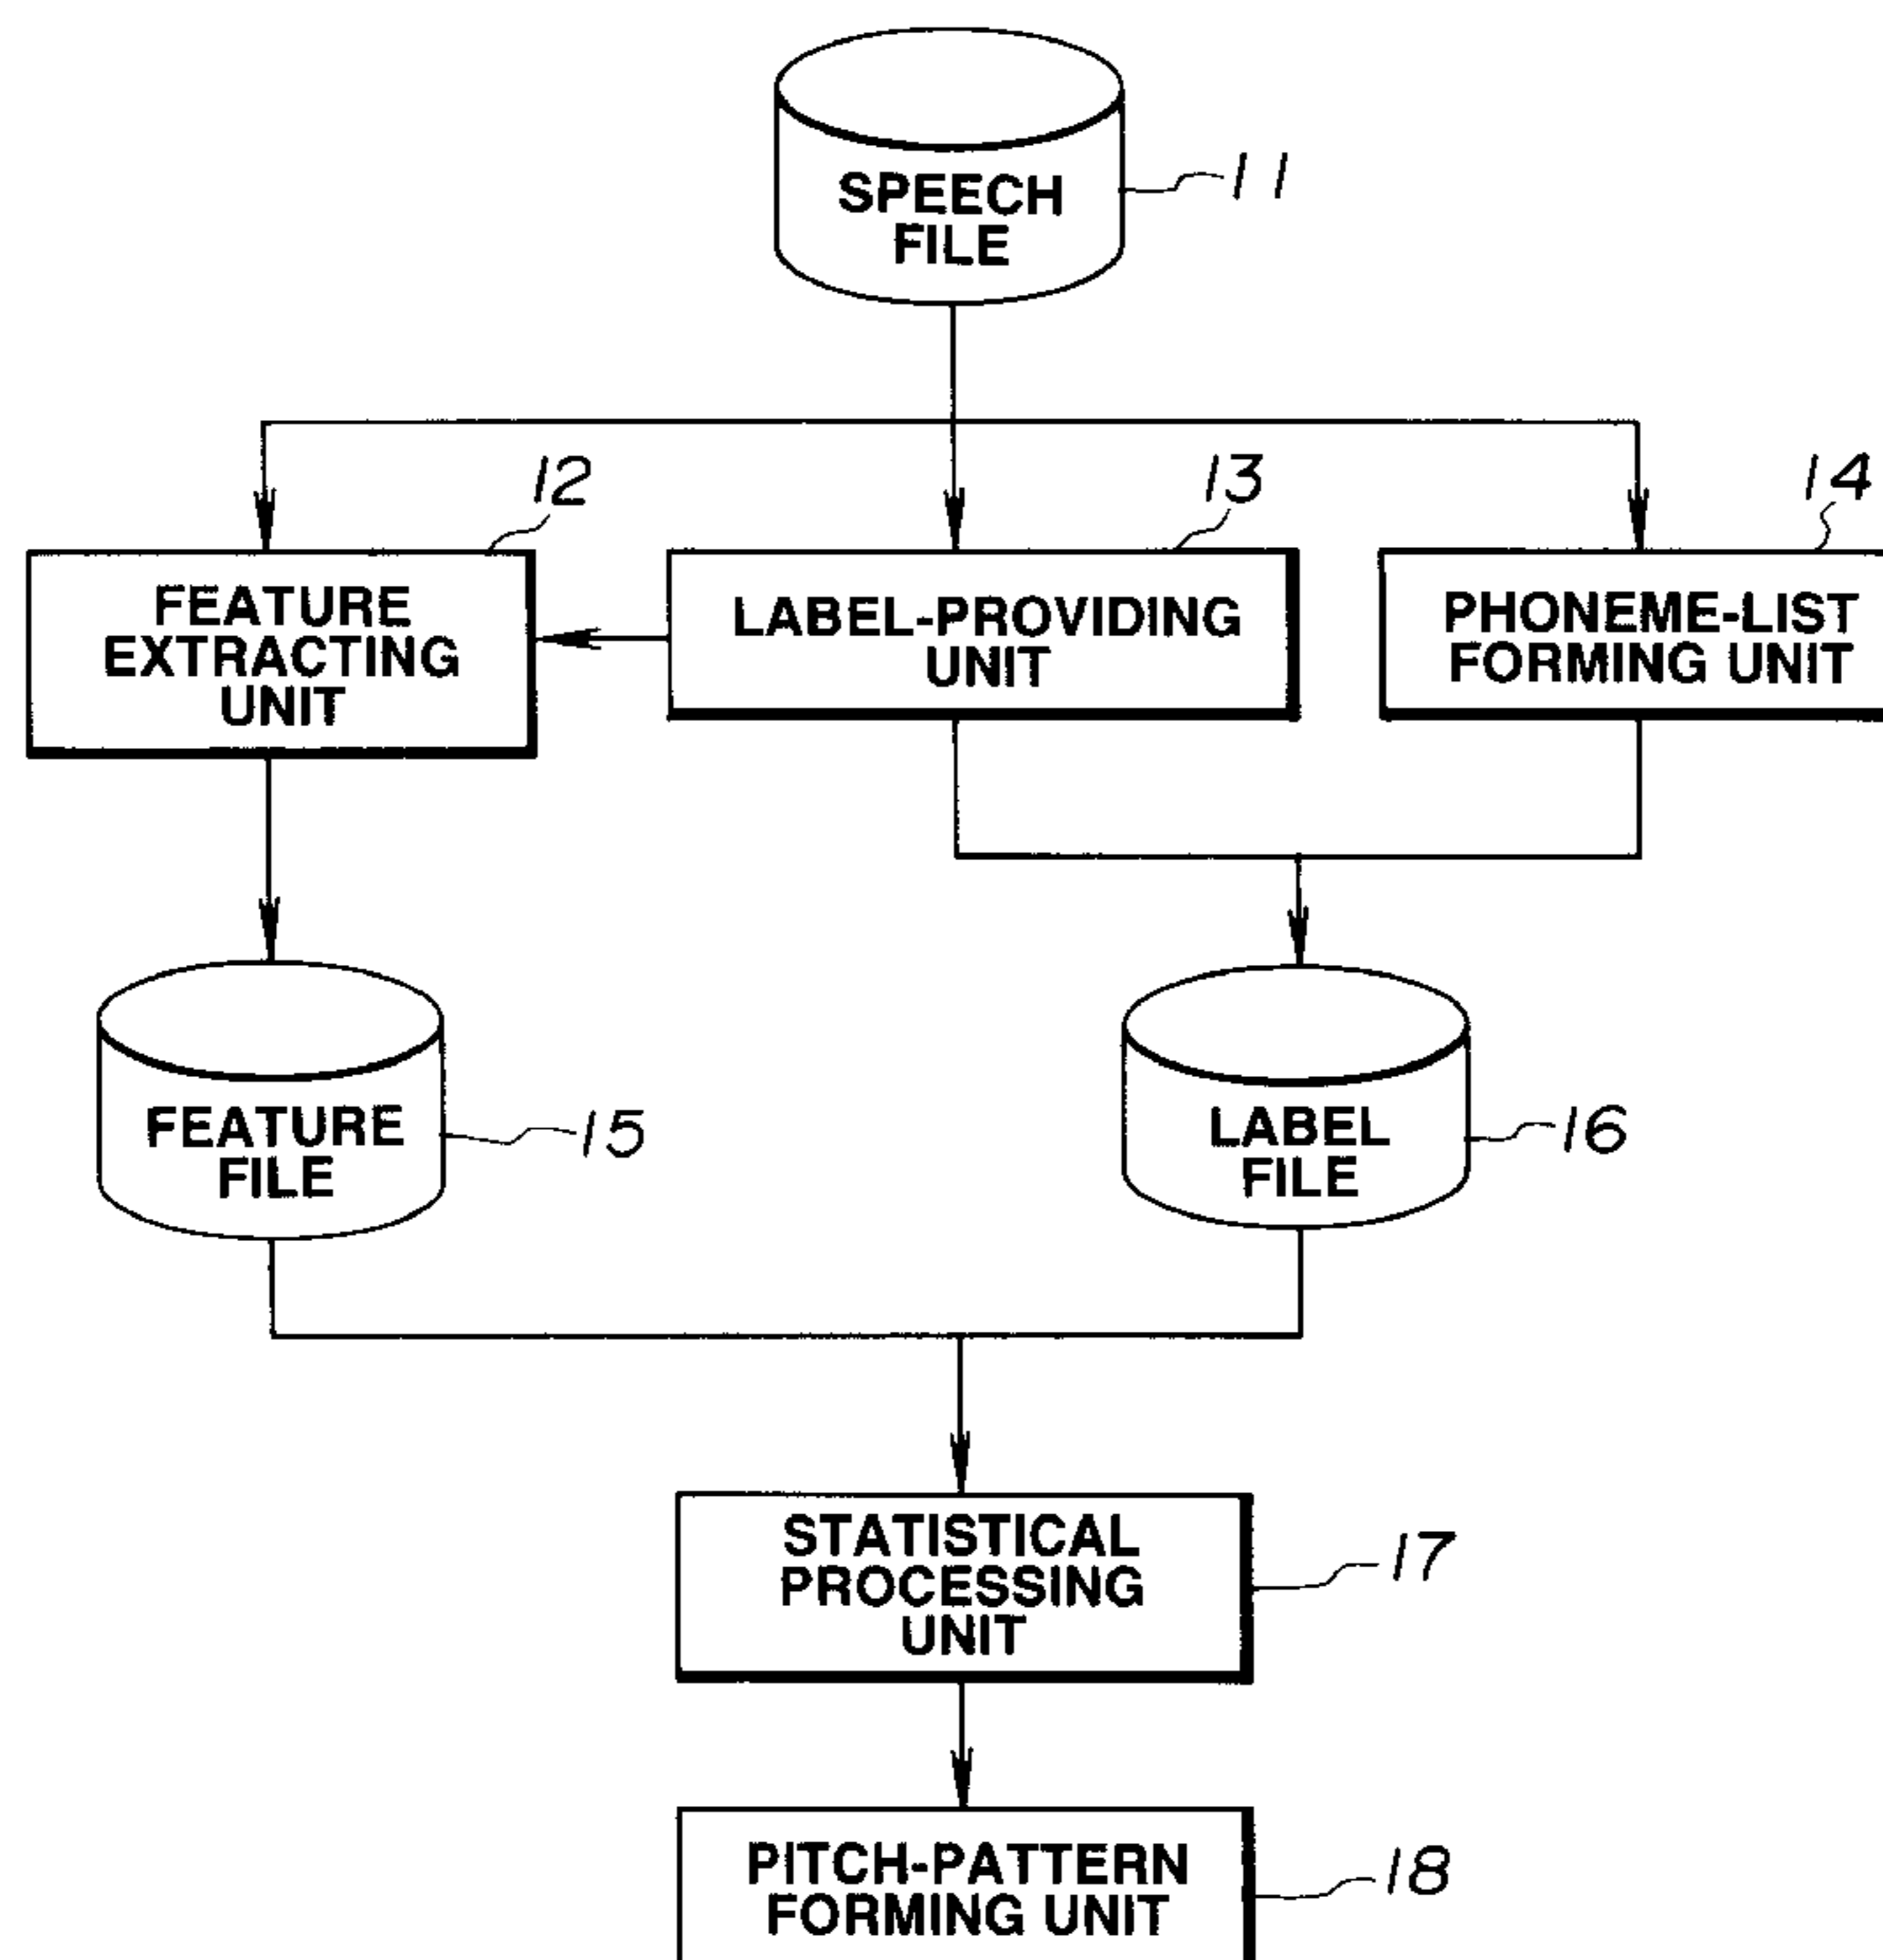 SPEECH
FILE
11
12
13
14
FEATURE
EXTRACTING
UNIT
LABEL-PROVIDING
UNIT
PHONEME-LIST
FORMING UNIT
FEATURE
FILE
15
LABEL
FILE
16
STATISTICAL
PROCESSING
UNIT
17
PITCH-PATTERN
FORMING UNIT
18